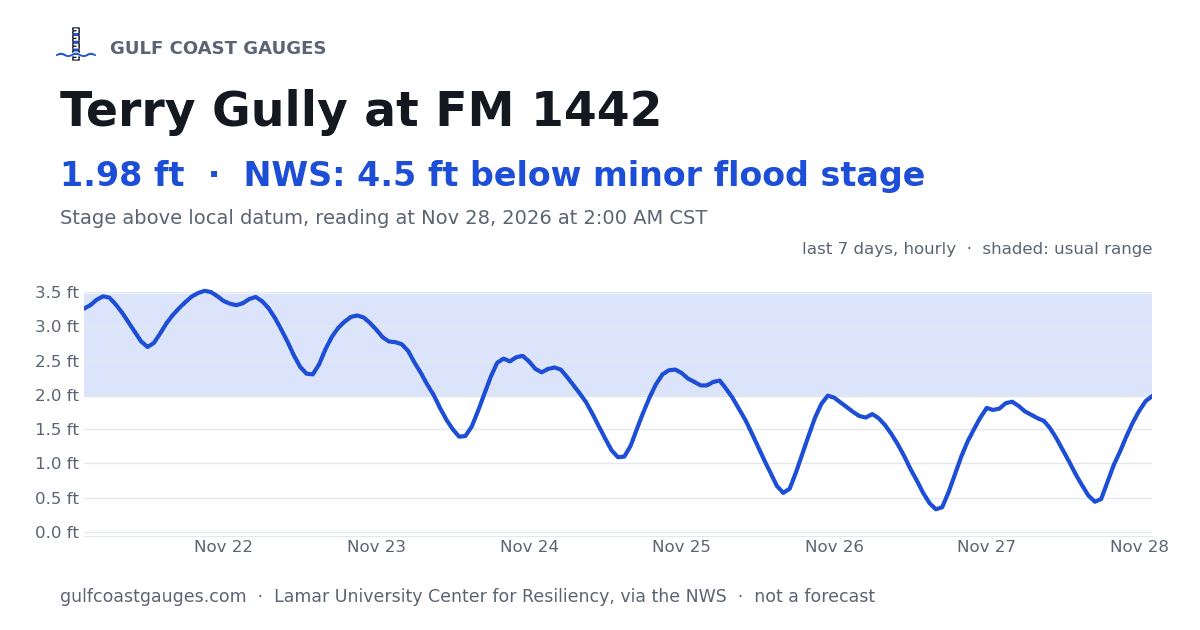 GULF COAST GAUGES
Terry Gully at FM 1442
1.98 ft · NWS: 4.5 ft below minor flood stage
Stage above local datum, reading at Nov 28, 2026 at 2:00 AM CST
last 7 days, hourly · shaded: usual range
3.5 ft
3.0 ft
2.5 ft
2.0 ft
1.5 ft
1.0 ft
0.5 ft
0.0 ft
Nov 22 Nov 23 Nov 24 Nov 25 Nov 26 Nov 27 Nov 28
gulfcoastgauges.com · Lamar University Center for Resiliency, via the NWS · not a forecast